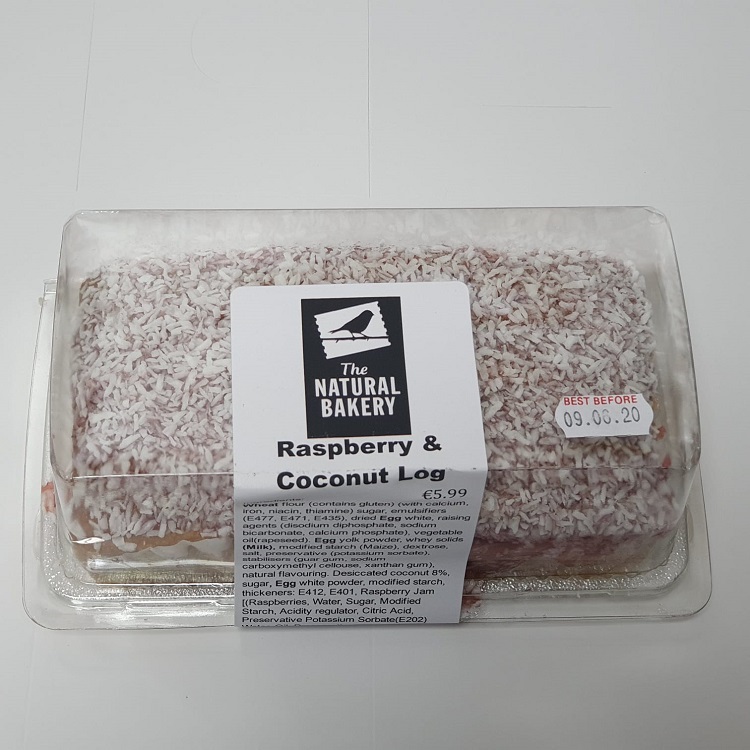 The
NATURAL
BAKERY
Raspberry &
Coconut Log
€5.99
BEST BEFORE
09.06.20
Wheat flour (contains gluten) (with calcium,
iron, niacin, thiamine) sugar, emulsifiers
(E477, E471, E435), dried Egg white, raising
agents (disodium diphosphate, sodium
bicarbonate, calcium phosphate), vegetable
oil(rapeseed). Egg yolk powder, whey solids
(Milk), modified starch (Maize), dextrose,
salt, preservative (potassium sorbate),
stabilisers (guar gum, sodium
carboxymethyl cellouse, xanthan gum),
natural flavouring. Desiccated coconut 8%,
sugar, Egg white powder, modified starch,
thickeners: E412, E401, Raspberry Jam
[(Raspberries, Water, Sugar, Modified
Starch, Acidity regulator, Citric Acid,
Preservative Potassium Sorbate(E202)